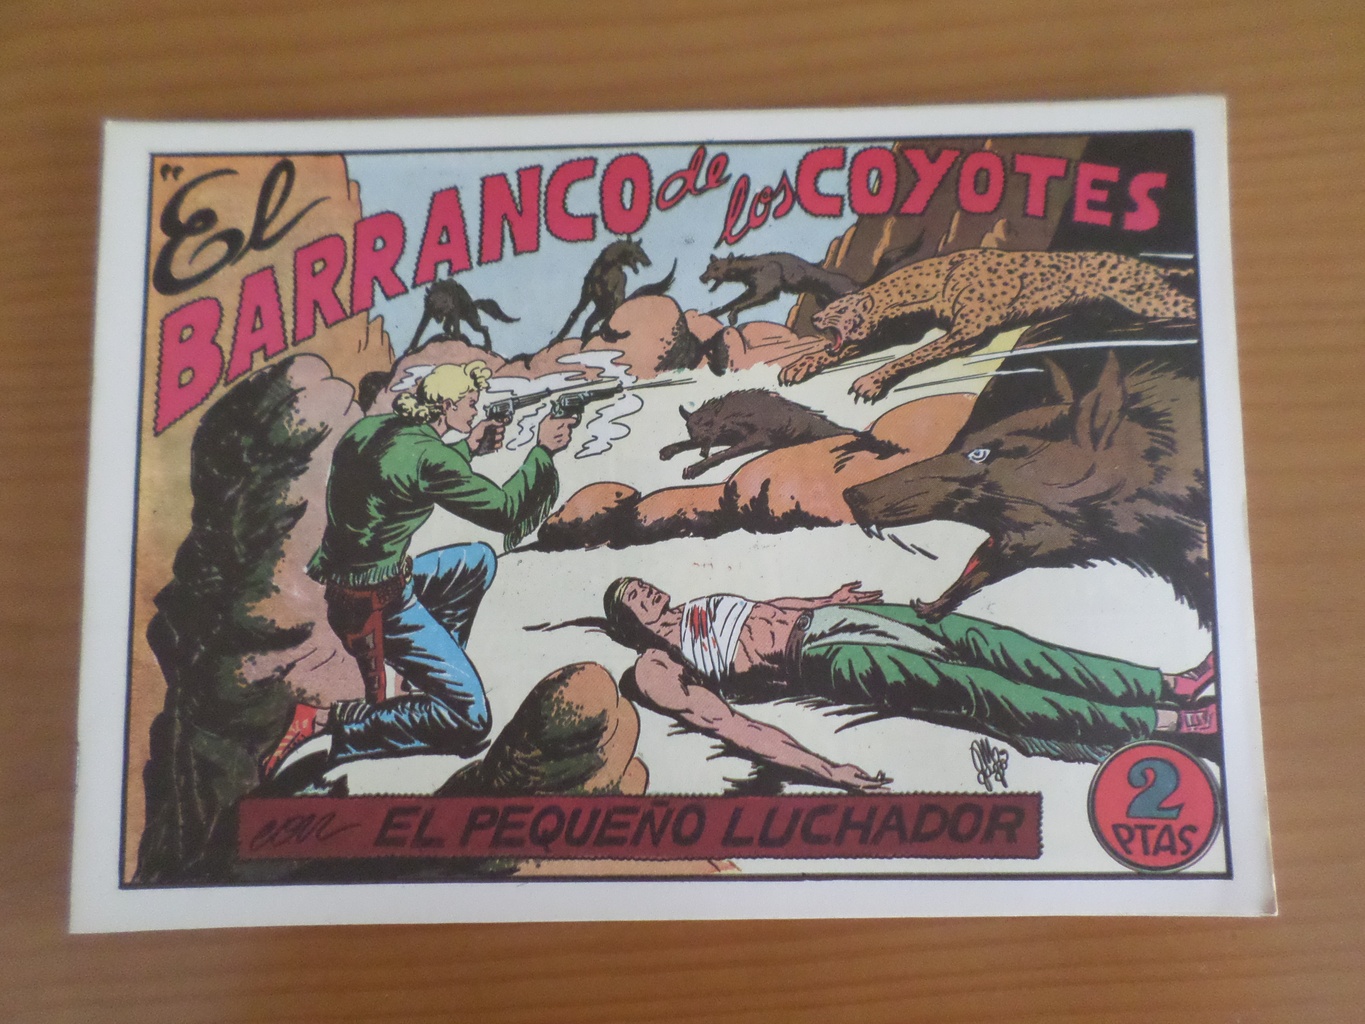 "El
BARRANCO de los COYOTES
con EL PEQUEÑO LUCHADOR
2
PTAS